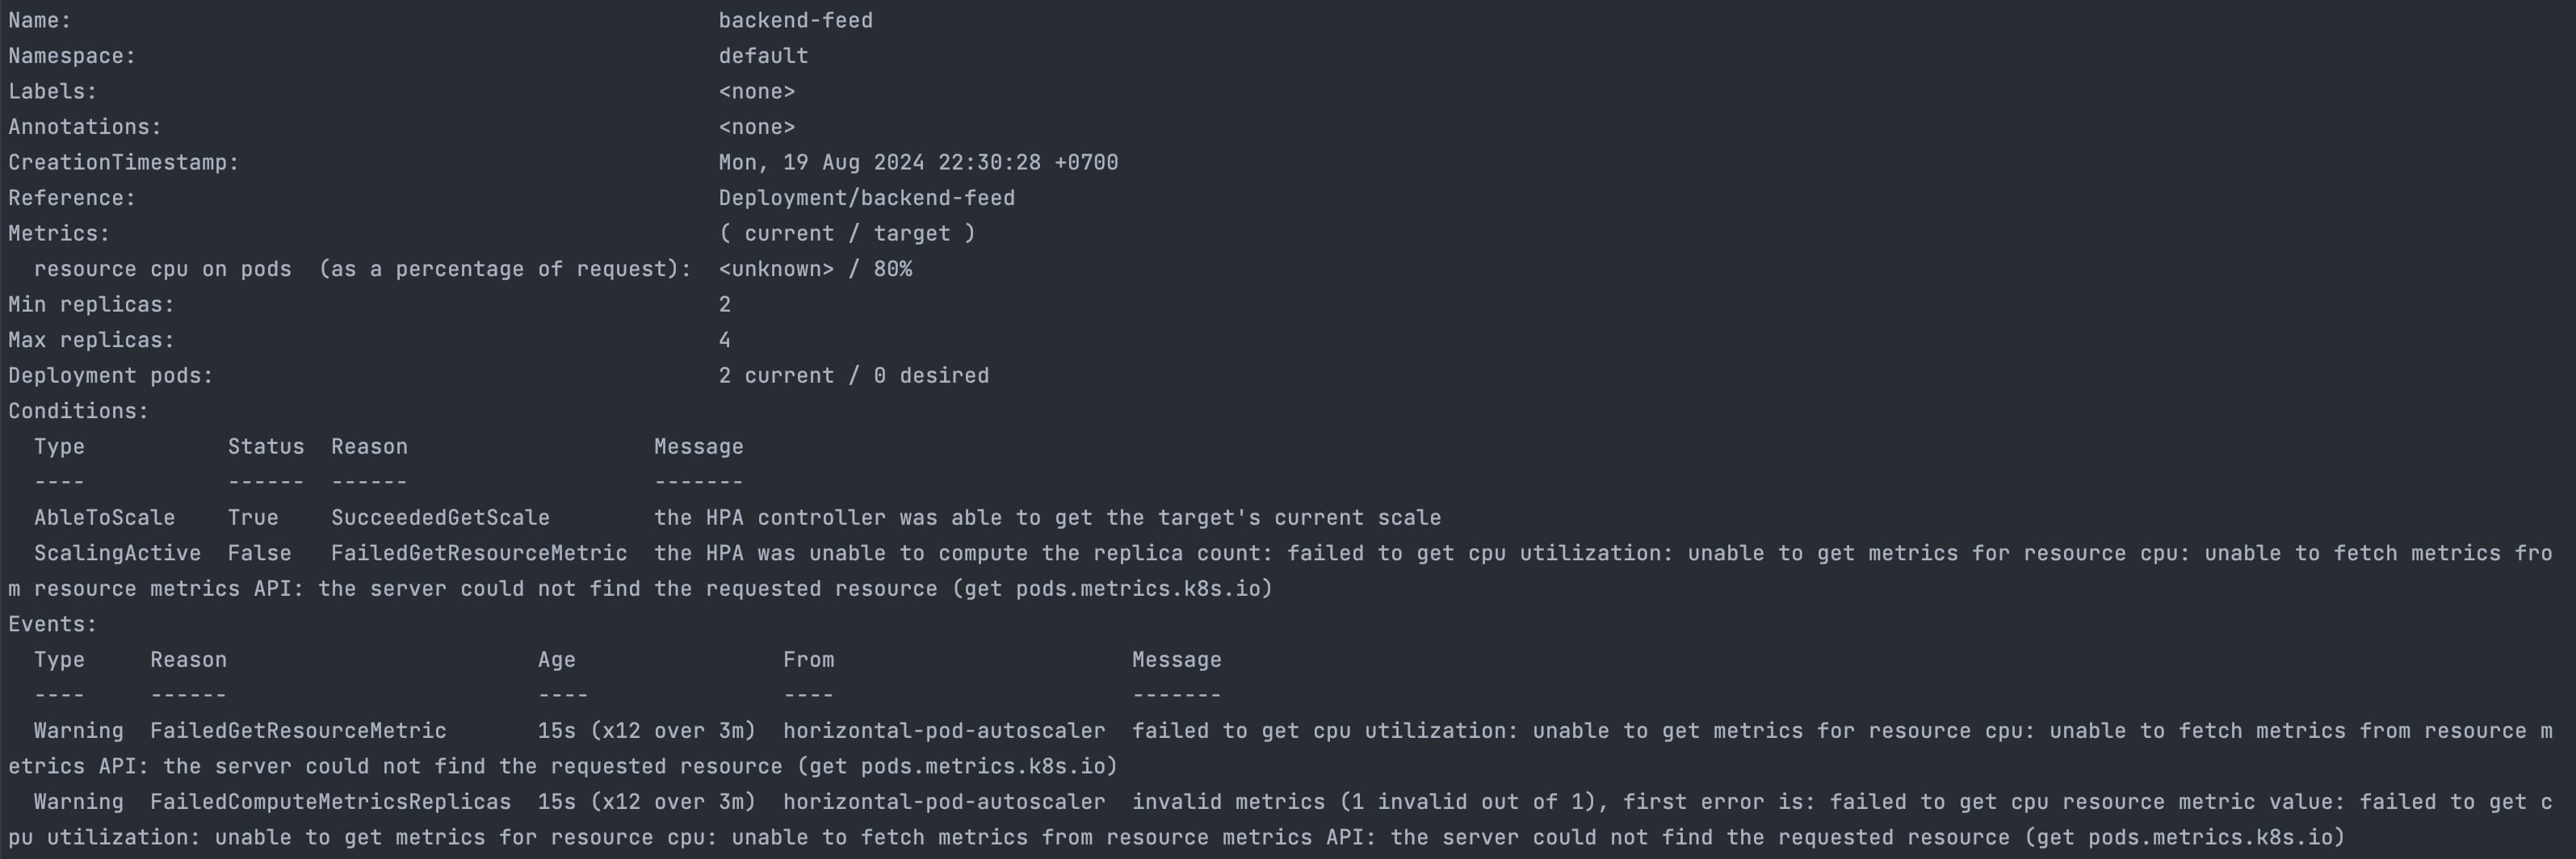 Name:                                                  backend-feed
Namespace:                                             default
Labels:                                                <none>
Annotations:                                           <none>
CreationTimestamp:                                     Mon, 19 Aug 2024 22:30:28 +0700
Reference:                                             Deployment/backend-feed
Metrics:                                               ( current / target )
  resource cpu on pods  (as a percentage of request):  <unknown> / 80%
Min replicas:                                          2
Max replicas:                                          4
Deployment pods:                                       2 current / 0 desired
Conditions:
  Type           Status  Reason                   Message
  ----           ------  ------                   -------
  AbleToScale    True    SucceededGetScale        the HPA controller was able to get the target's current scale
  ScalingActive  False   FailedGetResourceMetric  the HPA was unable to compute the replica count: failed to get cpu utilization: unable to get metrics for resource cpu: unable to fetch metrics fro
m resource metrics API: the server could not find the requested resource (get pods.metrics.k8s.io)
Events:
  Type     Reason                        Age                From                       Message
  ----     ------                        ----               ----                       -------
  Warning  FailedGetResourceMetric       15s (x12 over 3m)  horizontal-pod-autoscaler  failed to get cpu utilization: unable to get metrics for resource cpu: unable to fetch metrics from resource m
etrics API: the server could not find the requested resource (get pods.metrics.k8s.io)
  Warning  FailedComputeMetricsReplicas  15s (x12 over 3m)  horizontal-pod-autoscaler  invalid metrics (1 invalid out of 1), first error is: failed to get cpu resource metric value: failed to get c
pu utilization: unable to get metrics for resource cpu: unable to fetch metrics from resource metrics API: the server could not find the requested resource (get pods.metrics.k8s.io)